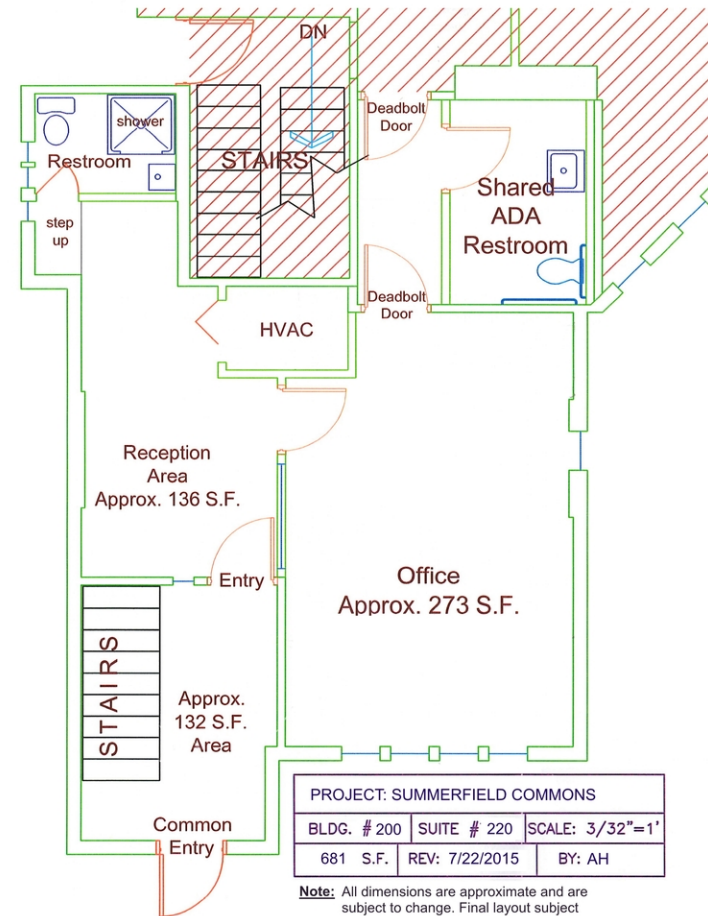 DN
Deadbolt
Door
shower
Restroom
STAIRS
Shared
ADA
Restroom
step
up
Deadbolt
Door
HVAC
Reception
Area
Approx. 136 S.F.
Entry
Office
Approx. 273 S.F.
STAIRS
Approx.
132 S.F.
Area
Common
Entry
PROJECT: SUMMERFIELD COMMONS
BLDG. # 200 SUITE # 220 SCALE: 3/32"=1'
681 S.F. REV: 7/22/2015 BY: AH
Note: All dimensions are approximate and are
subject to change. Final layout subject